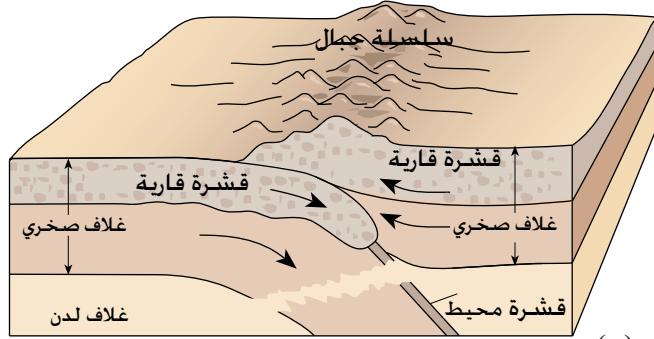 سلسلة جبال
قشرة قارية
قشرة قارية
غلاف صخري
غلاف صخري
قشرة محيط
غلاف لدن